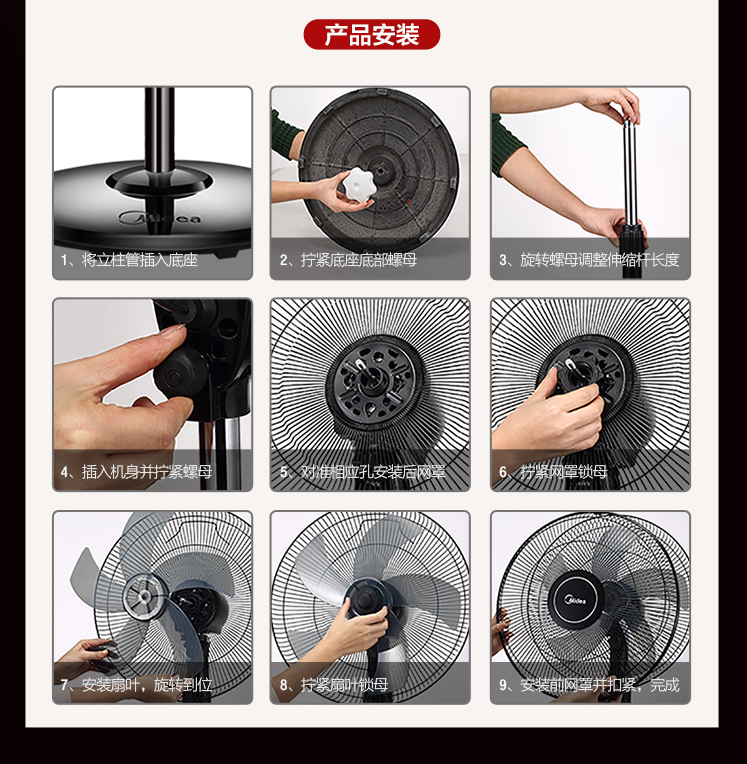 产品安装
Midea
1、将立柱管插入底座
2、拧紧底座底部螺母
3、旋转螺母调整伸缩杆长度
4、插入机身并拧紧螺母
5、对准相应孔安装后网罩
6、拧紧网罩锁母
7、安装扇叶，旋转到位
8、拧紧扇叶锁母
Midea
9、安装前网罩并扣紧，完成